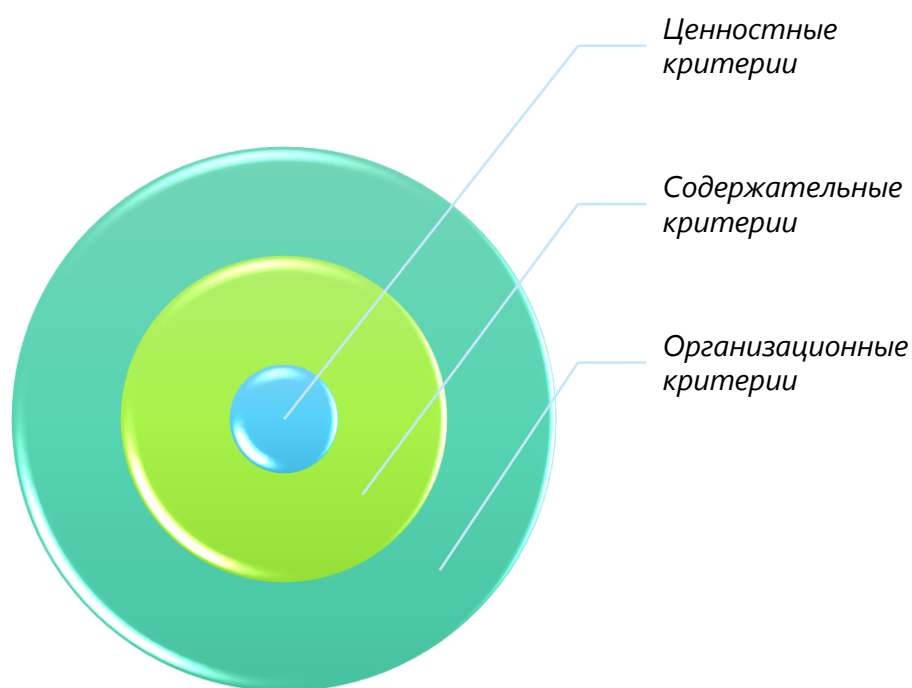 Ценностные
критерии
Содержательные
критерии
Организационные
критерии